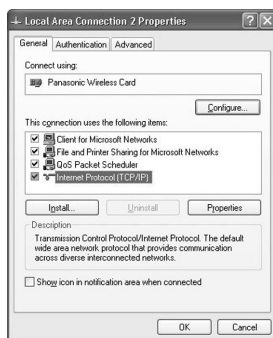 Local Area Connection 2 Properties
General Authentication Advanced
Connect using:
Panasonic Wireless Card
Configure...
This connection uses the following items:
Client for Microsoft Networks
File and Printer Sharing for Microsoft Networks
QoS Packet Scheduler
Internet Protocol (TCP/IP)
Install... Uninstall Properties
Description
Transmission Control Protocol/Internet Protocol. The default
wide area network protocol that provides communication
across diverse interconnected networks.
Show icon in notification area when connected
OK Cancel